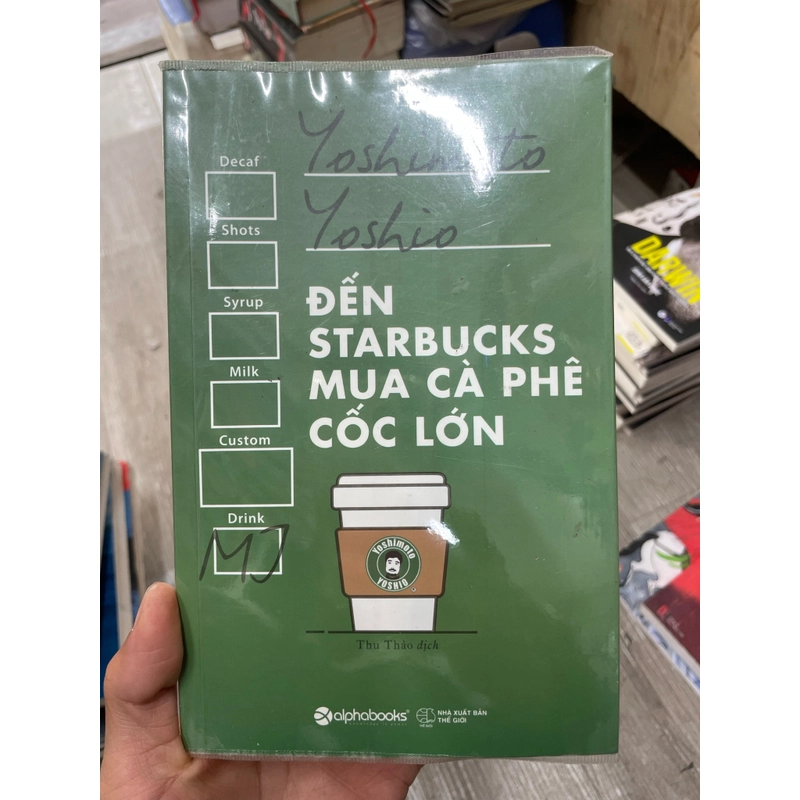 Yoshimoto
Yoshio
Decaf
Shots
Syrup
Milk
Custom
Drink
MJ
ĐẾN
STARBUCKS
MUA CÀ PHÊ
CỐC LỚN
Yoshimoto
YOSHIO
Thu Thảo dịch
alphabooks
NHÀ XUẤT BẢN
THẾ GIỚI
DARWIN